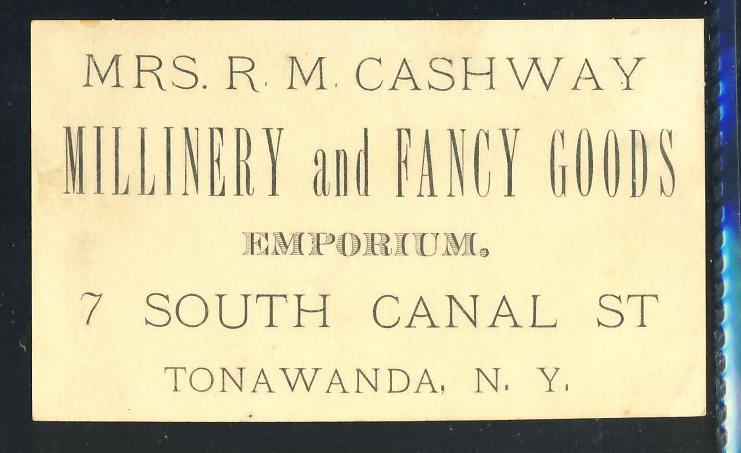 MRS. R. M. CASHWAY
MILLINERY and FANCY GOODS
EMPORIUM.
7 SOUTH CANAL ST
TONAWANDA, N. Y.